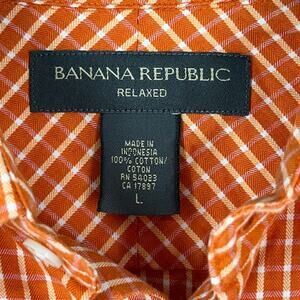 BANANA REPUBLIC
RELAXED
MADE IN
INDONESIA
100% COTTON/
COTON
RN 54023
CA 17897
L